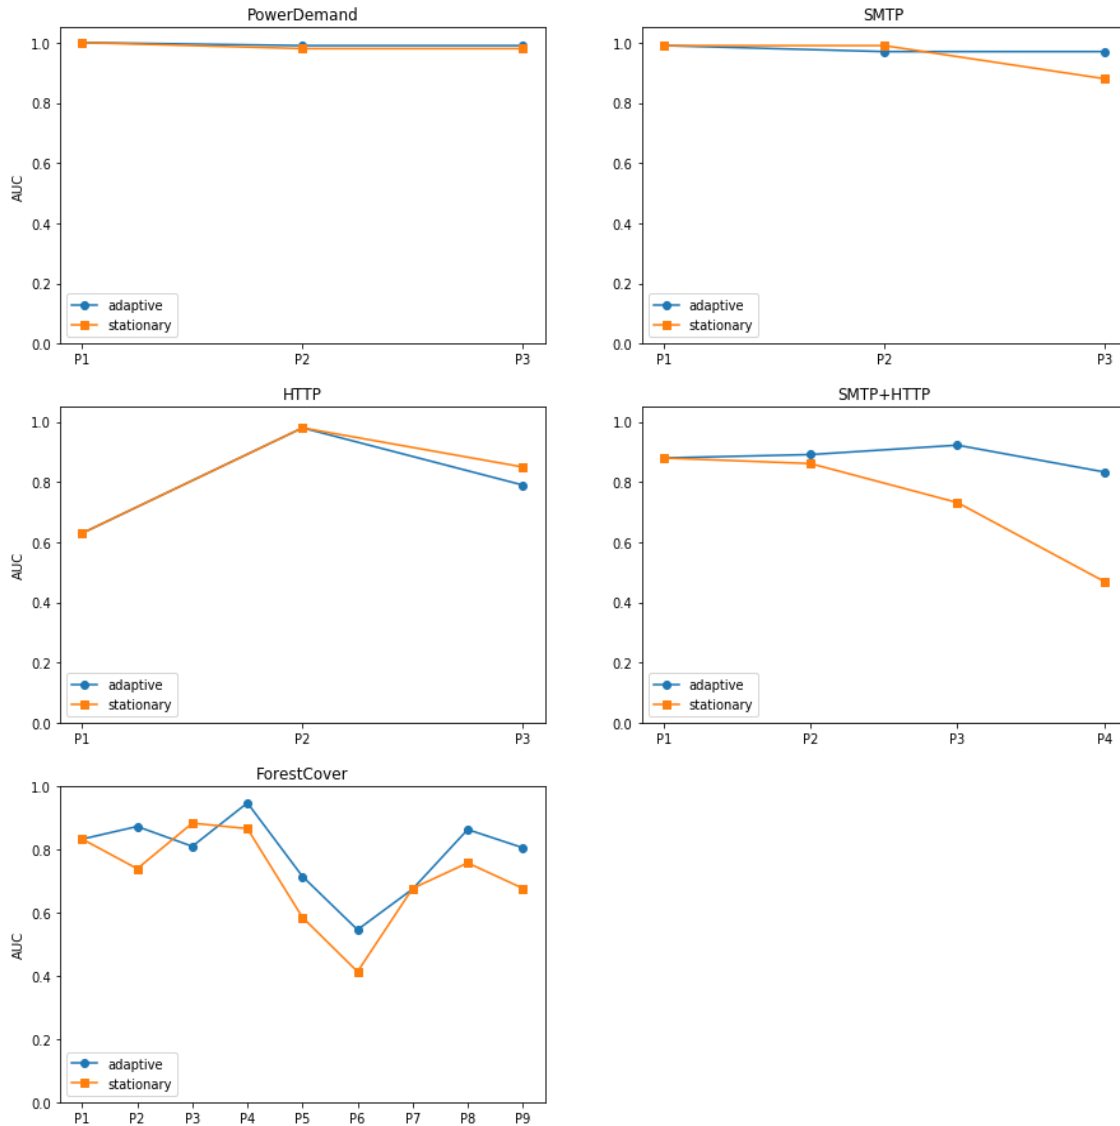 PowerDemand
AUC
1.0
0.8
0.6
0.4
0.2
0.0
adaptive
stationary
P1 P2 P3
SMTP
1.0
0.8
0.6
0.4
0.2
0.0
adaptive
stationary
P1 P2 P3
HTTP
AUC
1.0
0.8
0.6
0.4
0.2
0.0
adaptive
stationary
P1 P2 P3
SMTP+HTTP
1.0
0.8
0.6
0.4
0.2
0.0
adaptive
stationary
P1 P2 P3 P4
ForestCover
AUC
1.0
0.8
0.6
0.4
0.2
0.0
adaptive
stationary
P1 P2 P3 P4 P5 P6 P7 P8 P9